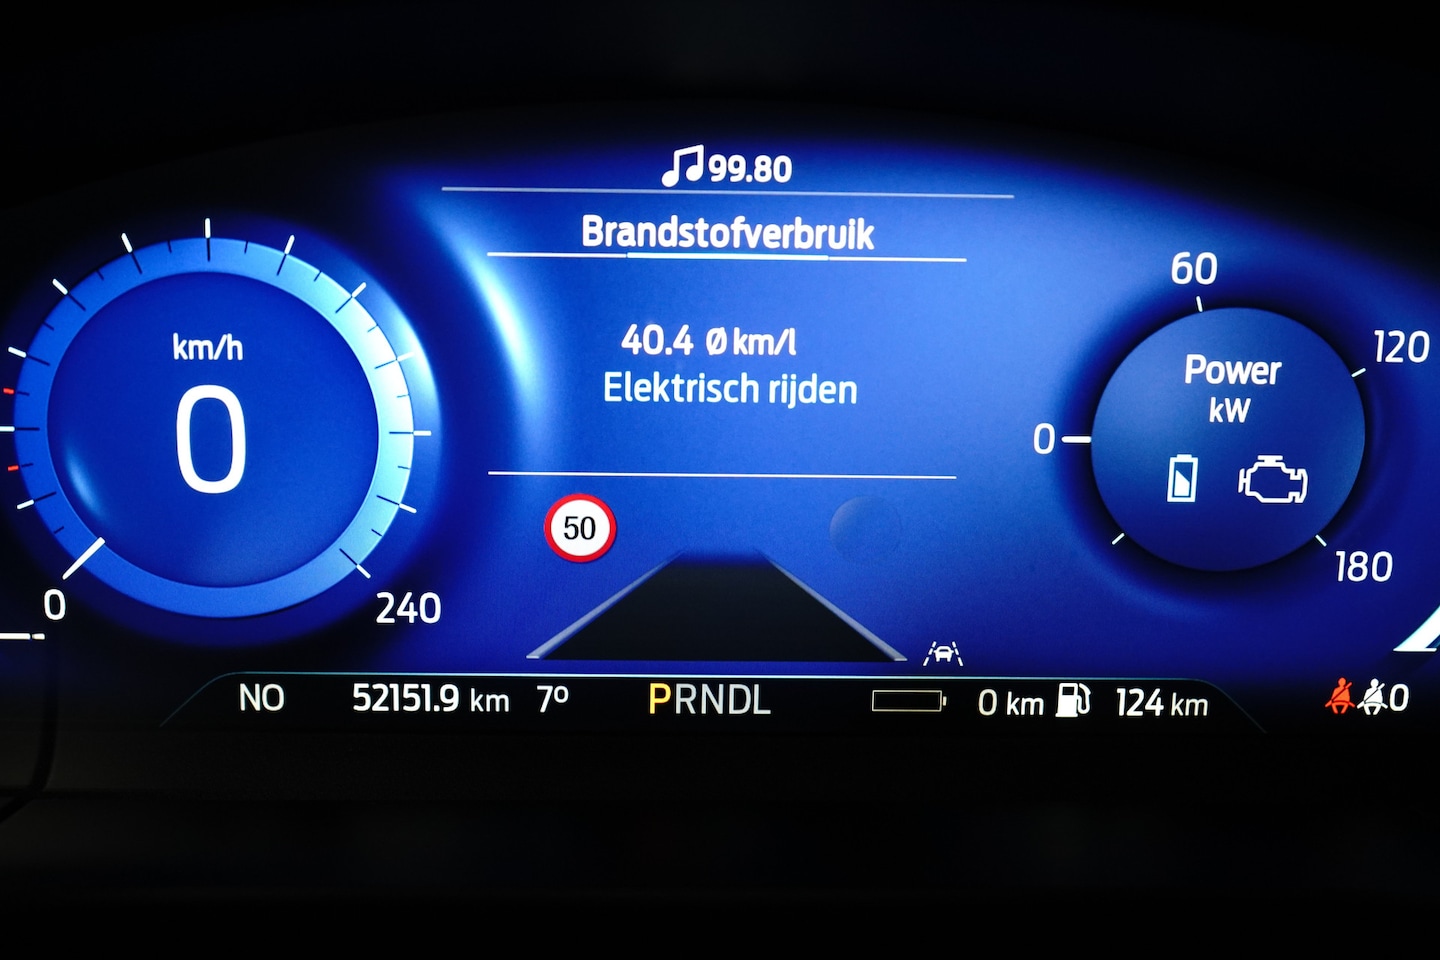 99.80
Brandstofverbruik
40.4 Ø km/l
Elektrisch rijden
km/h
0
0
240
50
60
120
0
180
Power
kW
NO 52151.9 km 7º PRNDL 0 km 124 km 0